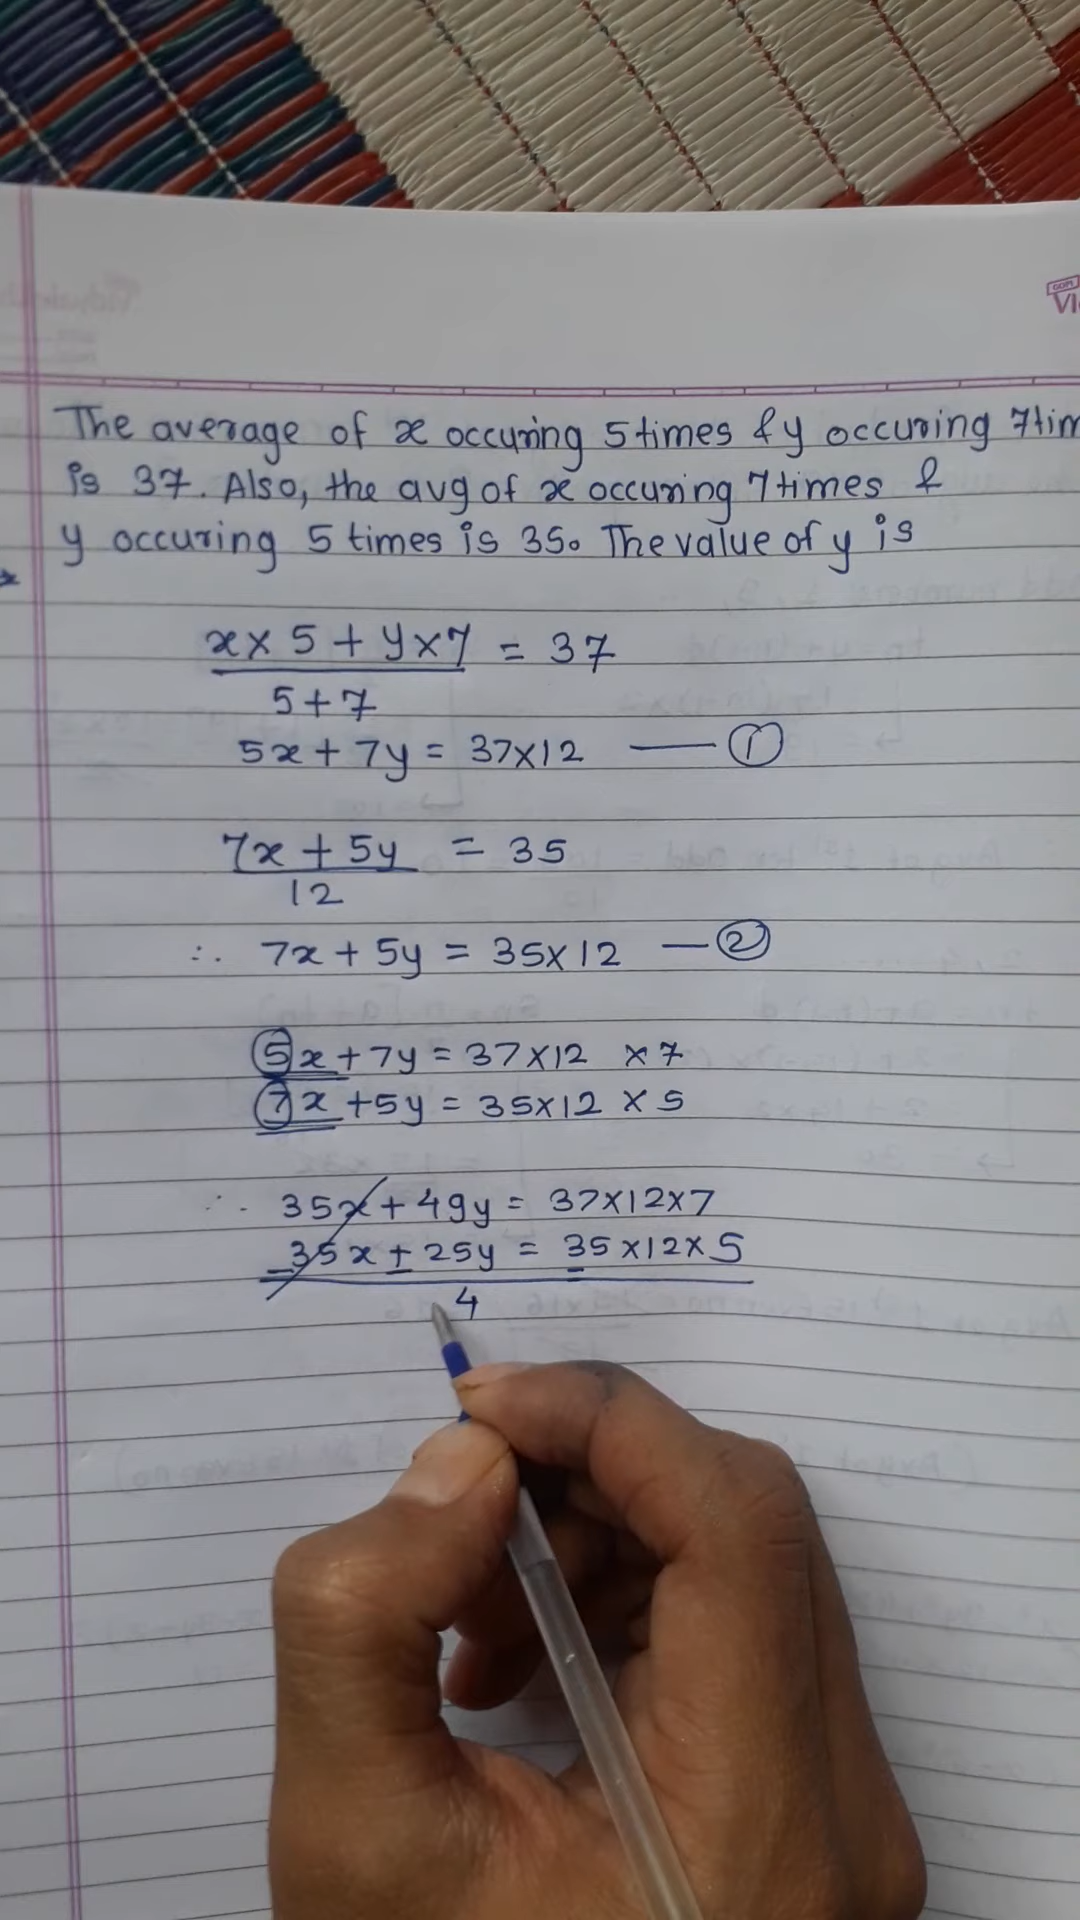 The average of x occuring 5 times & y occuring 7tim
is 37. Also, the avg of x occuring 7 times &
y occuring 5 times is 35. The value of y is
x × 5 + y × 7 = 37
5 + 7
5x + 7y = 37×12 — ①
7x + 5y = 35
12
∴ 7x + 5y = 35×12 — ②
5x + 7y = 37×12 ×7
7x + 5y = 35×12 × 5
∴ 35x + 49y = 37×12×7
- 35x ± 25y = 35×12×5
4